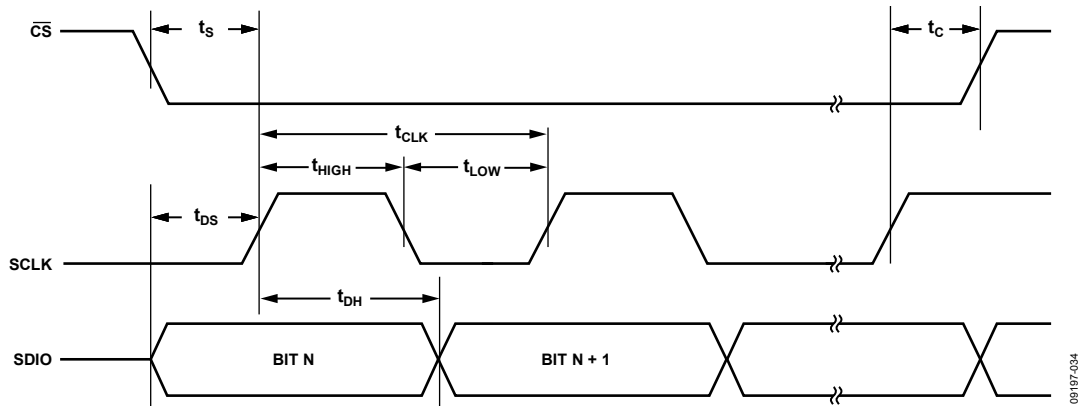 CS tS tC
tCLK
tHIGH tLOW
tDS
SCLK
tDH
SDIO BIT N BIT N + 1
09197-034